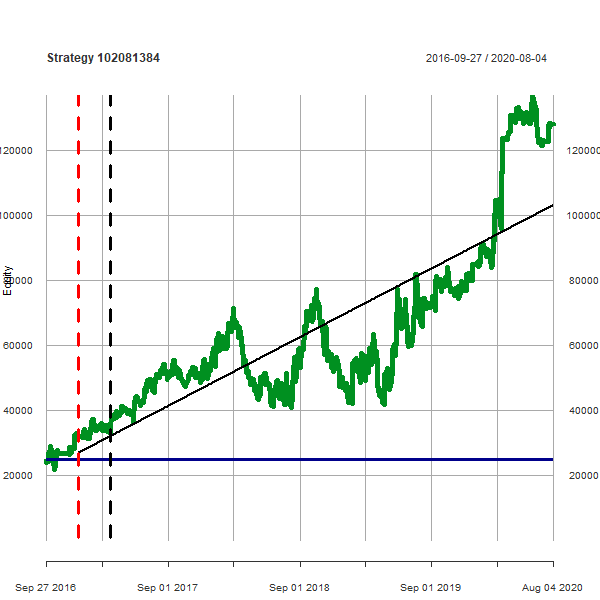 Strategy 102081384
2016-09-27 / 2020-08-04
120000
120000
100000
100000
Equity
80000
80000
60000
60000
40000
40000
20000
20000
Sep 27 2016
Sep 01 2017
Sep 01 2018
Sep 01 2019
Aug 04 2020